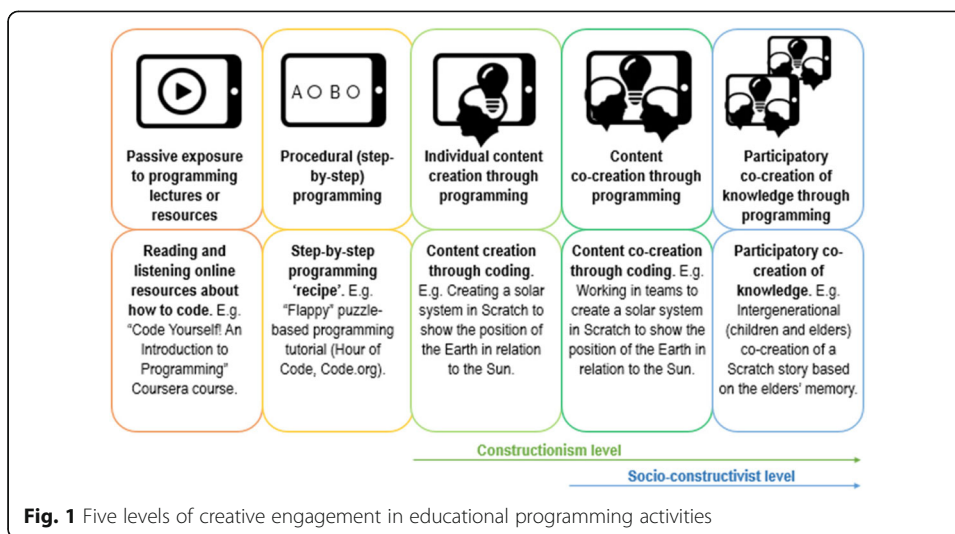 A O B O
Passive exposure
to programming
lectures or
resources
Procedural (step-
by-step)
programming
Individual content
creation through
programming
Content
co-creation through
programming
Participatory
co-creation of
knowledge through
programming
Reading and
listening online
resources about
how to code. E.g.
"Code Yourself! An
Introduction to
Programming"
Coursera course.
Step-by-step
programming
'recipe'. E.g.
"Flappy" puzzle-
based programming
tutorial (Hour of
Code, Code.org).
Content creation
through coding.
E.g. Creating a solar
system in Scratch to
show the position of
the Earth in relation
to the Sun.
Content co-creation
through coding. E.g.
Working in teams to
create a solar system
in Scratch to show the
position of the Earth in
relation to the Sun.
Participatory co-
creation of
knowledge. E.g.
Intergenerational
(children and elders)
co-creation of a
Scratch story based
on the elders' memory.
Constructionism level
Socio-constructivist level
Fig. 1 Five levels of creative engagement in educational programming activities